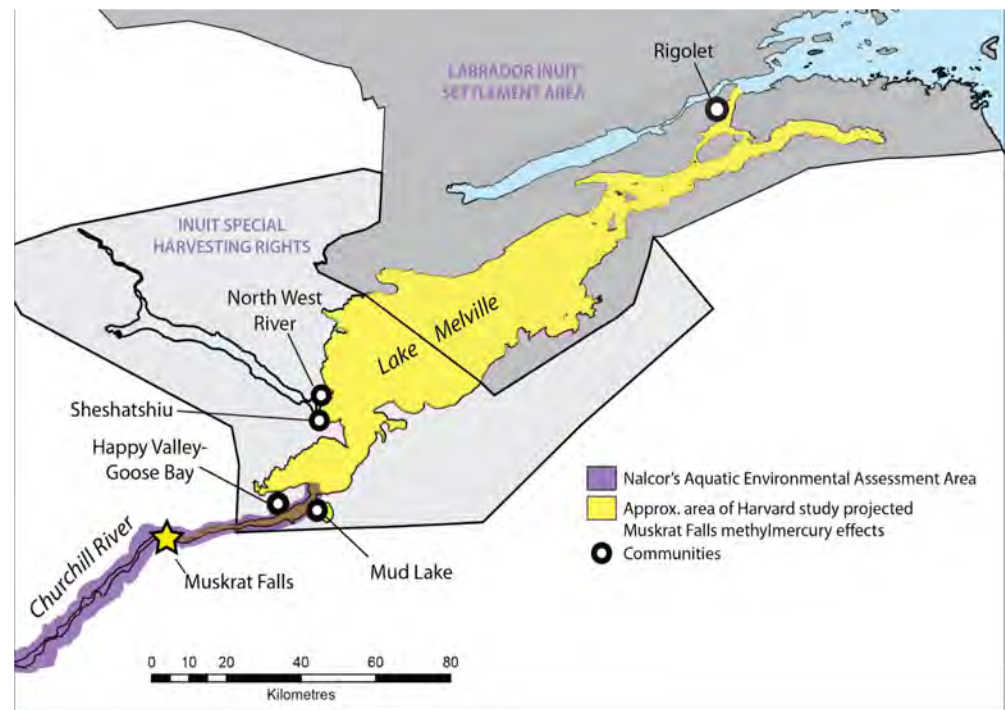 Rigolet
LABRADOR INUIT
SETTLEMENT AREA
INUIT SPECIAL
HARVESTING RIGHTS
North West
River
Lake Melville
Sheshatshiu
Happy Valley-
Goose Bay
Churchill River
Muskrat Falls
Mud Lake
Nalcor's Aquatic Environmental Assessment Area
Approx. area of Harvard study projected
Muskrat Falls methylmercury effects
Communities
0 10 20 40 60 80
Kilometres